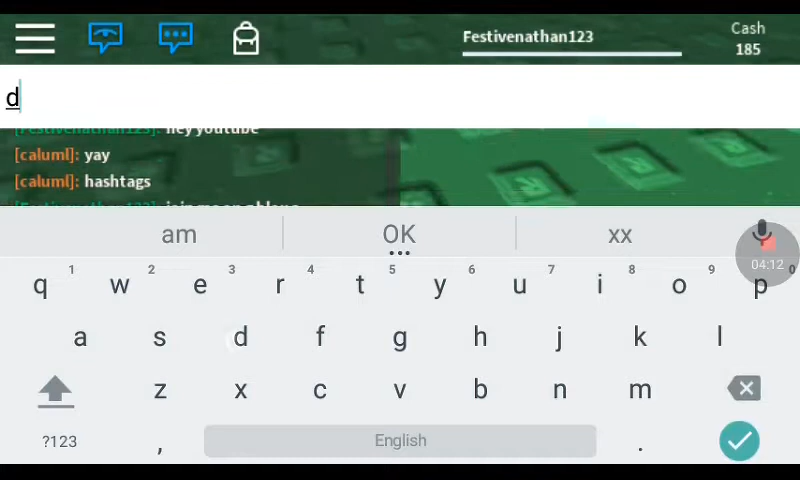 Festivenathan123
Cash
185
d
[Festivenathan123]: hey youtube
[caluml]: yay
[caluml]: hashtags
am OK xx
04:12
1 2 3 4 5 6 7 8 9 0
q w e r t y u i o p
a s d f g h j k l
z x c v b n m
?123 , English .